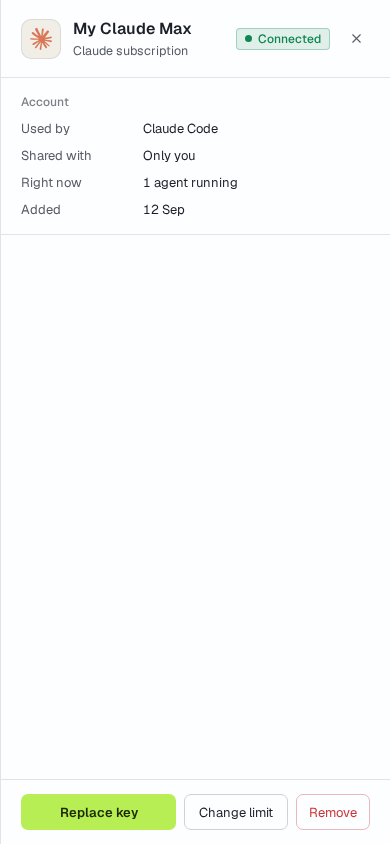 My Claude Max
Claude subscription
Connected
Account
Used by Claude Code
Shared with Only you
Right now 1 agent running
Added 12 Sep
Replace key
Change limit
Remove